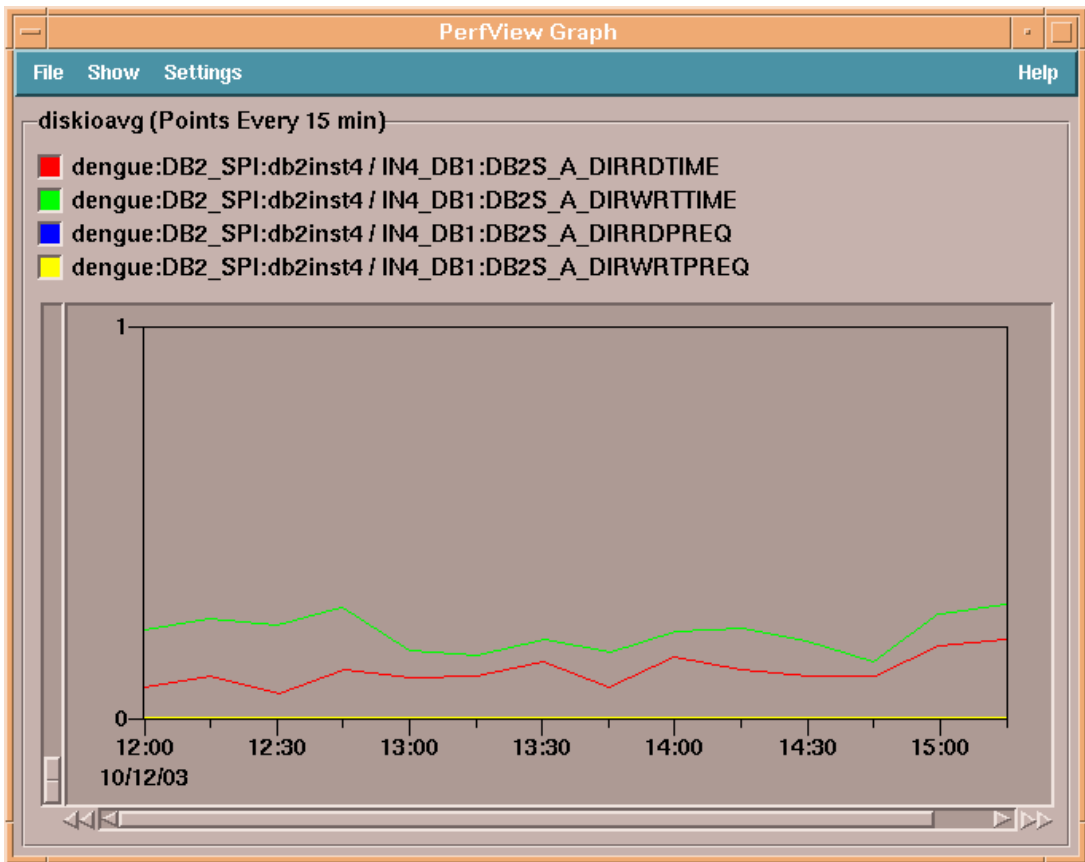 PerfView Graph
File Show Settings Help
diskioavg (Points Every 15 min)
dengue:DB2_SPI:db2inst4 / IN4_DB1:DB2S_A_DIRRDTIME
dengue:DB2_SPI:db2inst4 / IN4_DB1:DB2S_A_DIRWRTTIME
dengue:DB2_SPI:db2inst4 / IN4_DB1:DB2S_A_DIRRDPREQ
dengue:DB2_SPI:db2inst4 / IN4_DB1:DB2S_A_DIRWRTPREQ
1
0
12:00 12:30 13:00 13:30 14:00 14:30 15:00
10/12/03